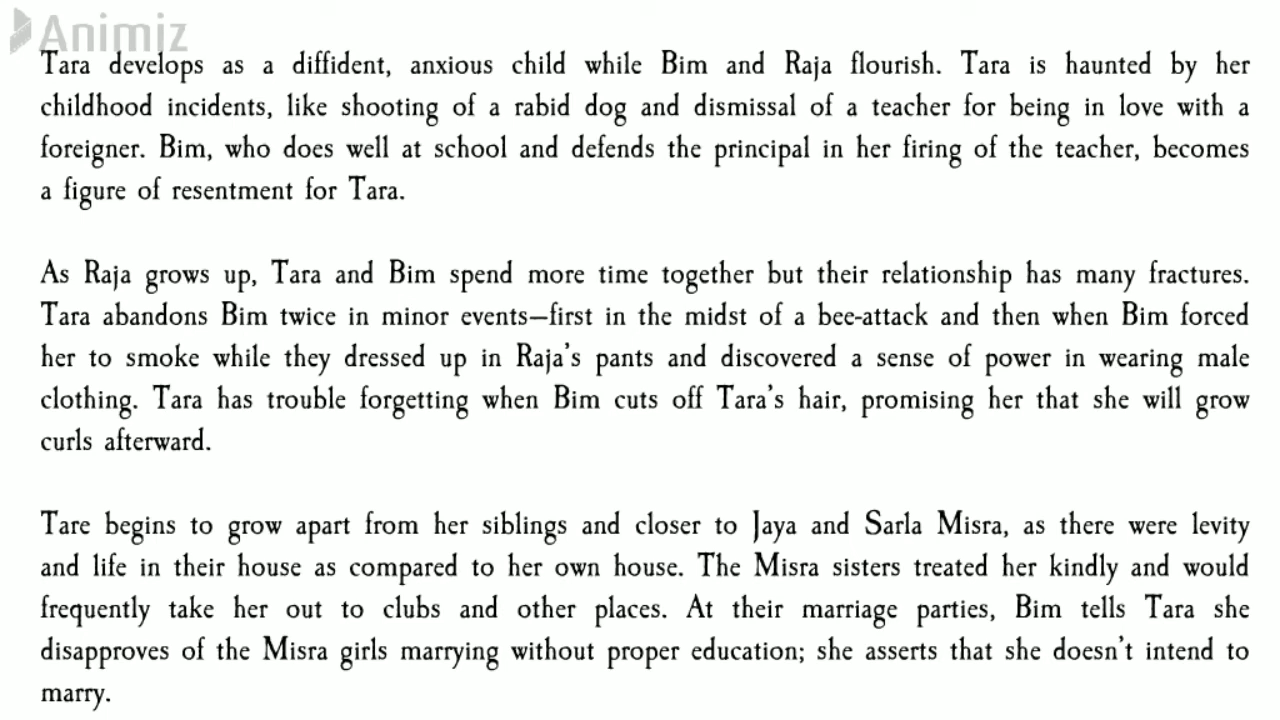 Animiz
Tara develops as a diffident, anxious child while Bim and Raja flourish. Tara is haunted by her
childhood incidents, like shooting of a rabid dog and dismissal of a teacher for being in love with a
foreigner. Bim, who does well at school and defends the principal in her firing of the teacher, becomes
a figure of resentment for Tara.
As Raja grows up, Tara and Bim spend more time together but their relationship has many fractures.
Tara abandons Bim twice in minor events—first in the midst of a bee-attack and then when Bim forced
her to smoke while they dressed up in Raja's pants and discovered a sense of power in wearing male
clothing. Tara has trouble forgetting when Bim cuts off Tara's hair, promising her that she will grow
curls afterward.
Tare begins to grow apart from her siblings and closer to Jaya and Sarla Misra, as there were levity
and life in their house as compared to her own house. The Misra sisters treated her kindly and would
frequently take her out to clubs and other places. At their marriage parties, Bim tells Tara she
disapproves of the Misra girls marrying without proper education; she asserts that she doesn't intend to
marry.